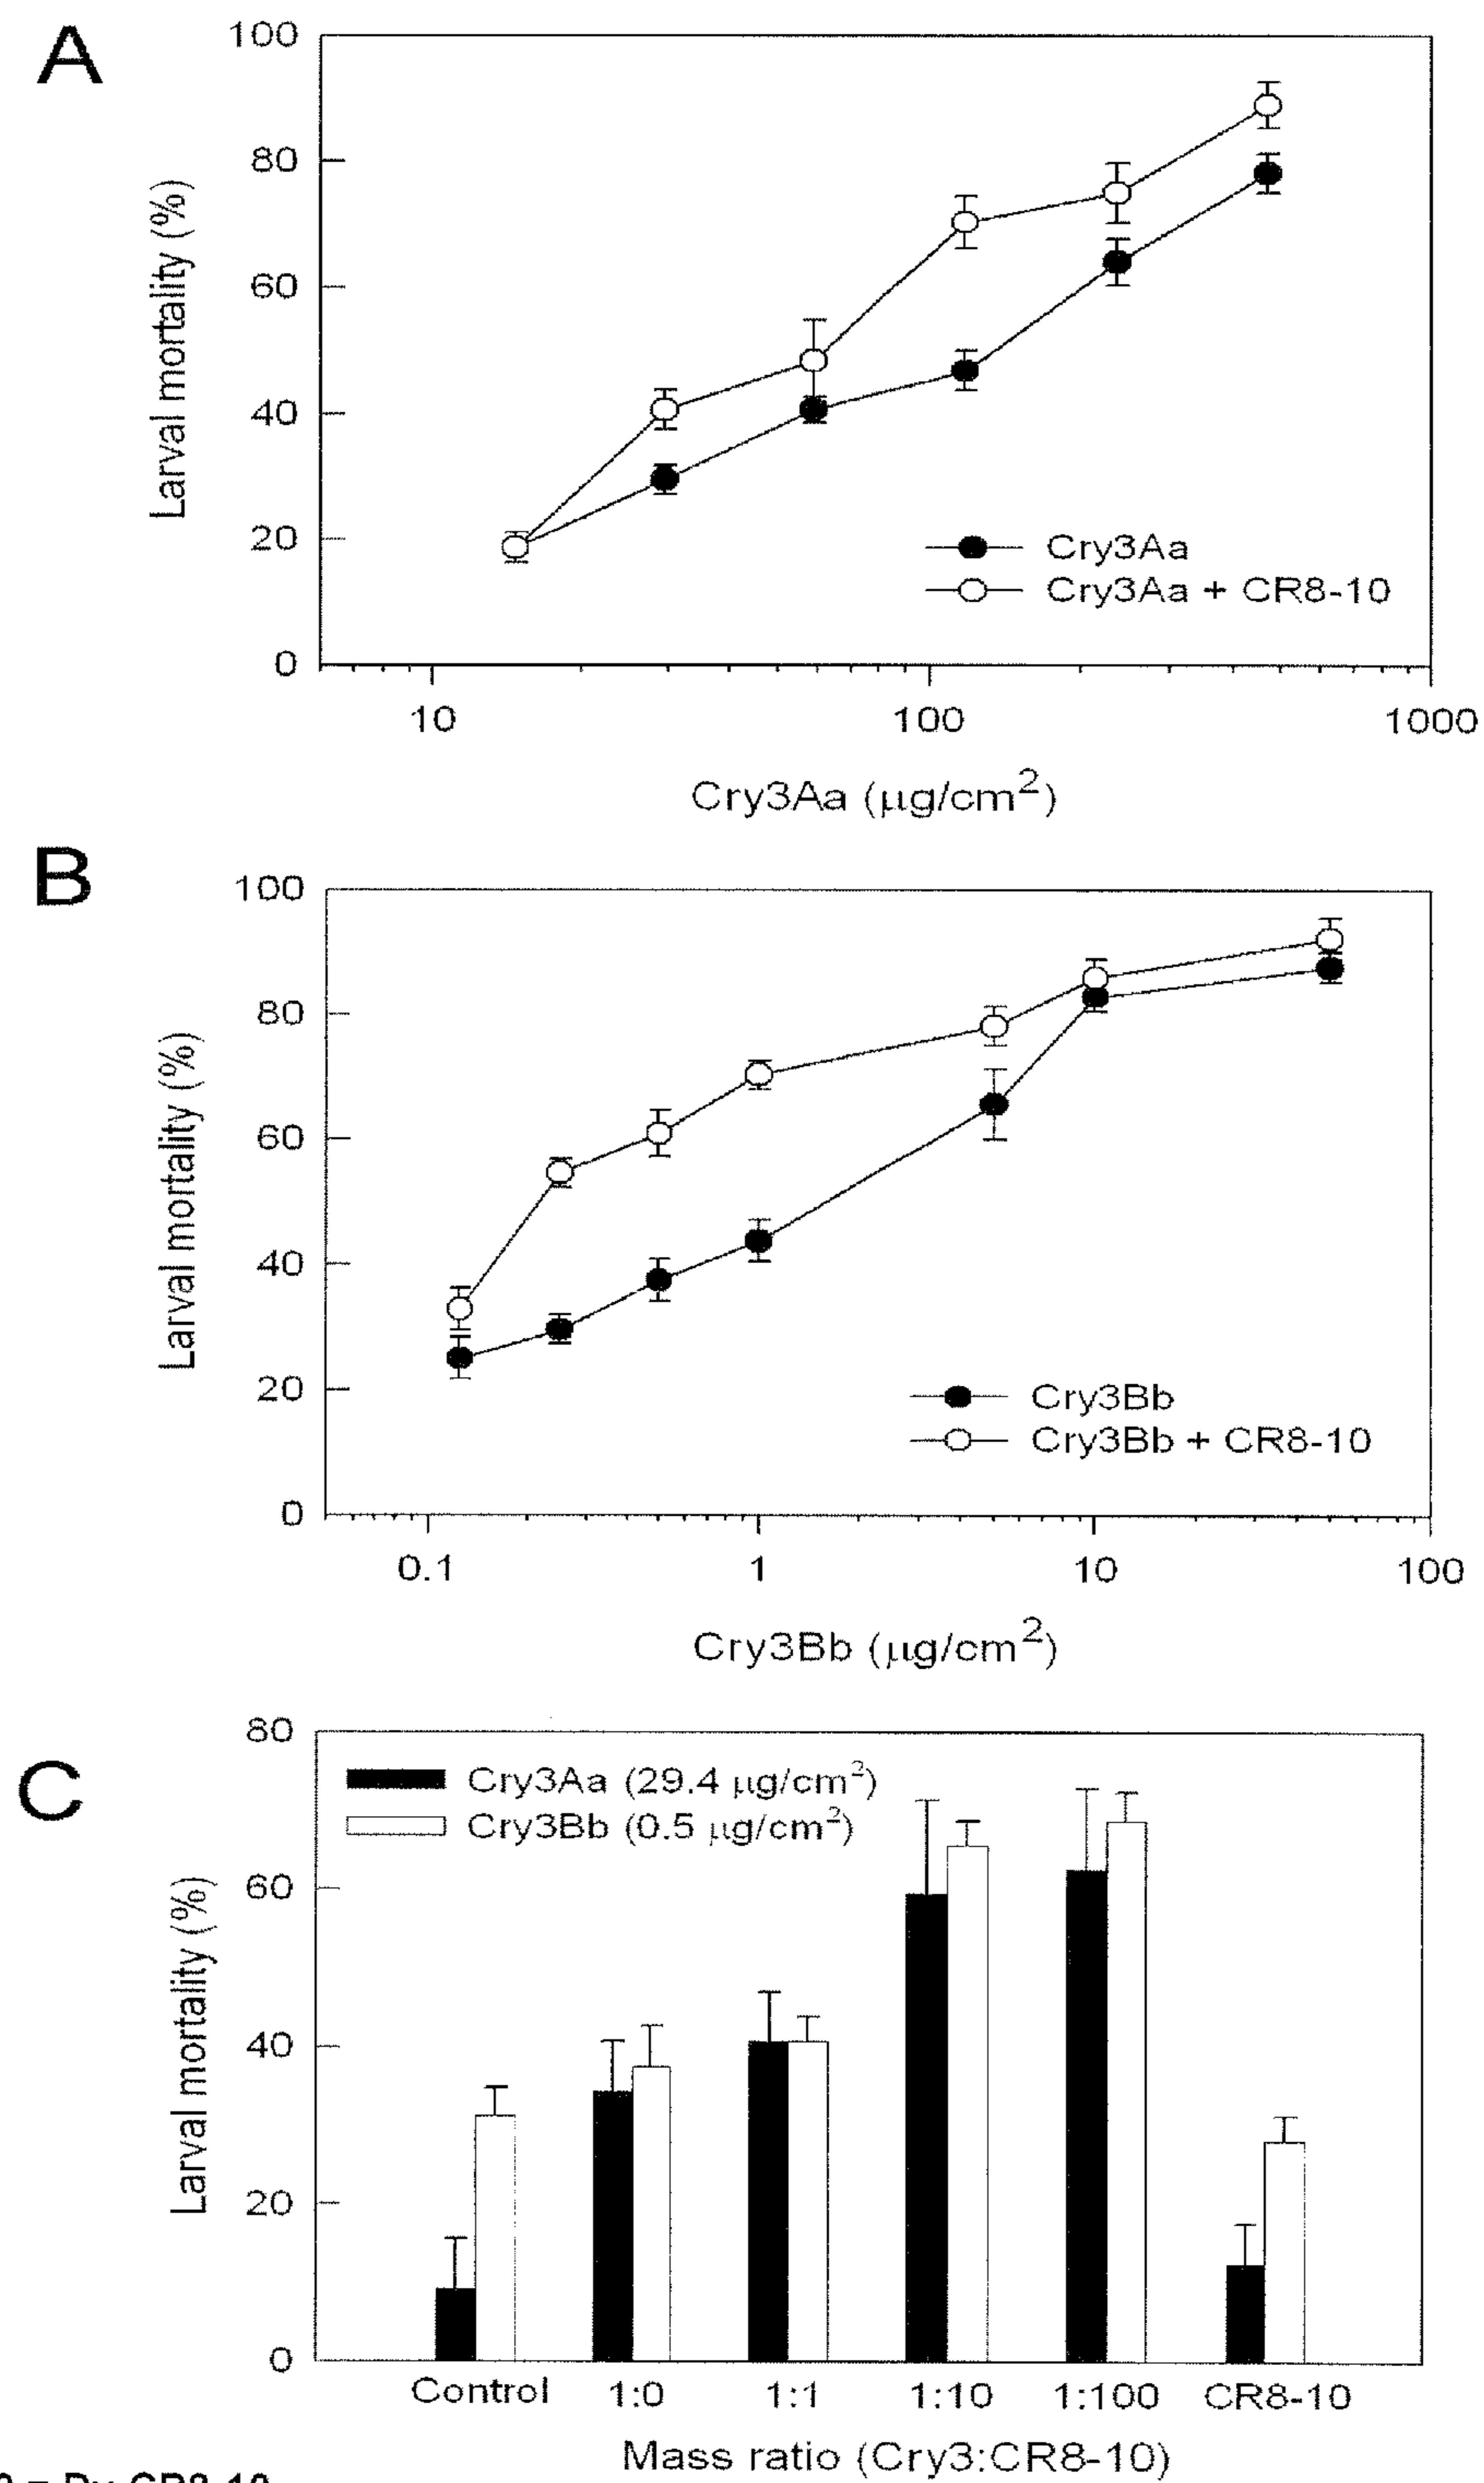 A
100
80
60
40
20
0
Larval mortality (%)
Cry3Aa
Cry3Aa + CR8-10
10 100 1000
Cry3Aa (μg/cm²)
B
100
80
60
40
20
0
Larval mortality (%)
Cry3Bb
Cry3Bb + CR8-10
0.1 1 10 100
Cry3Bb (μg/cm²)
C
80
60
40
20
0
Larval mortality (%)
Cry3Aa (29.4 μg/cm²)
Cry3Bb (0.5 μg/cm²)
Control 1:0 1:1 1:10 1:100 CR8-10
Mass ratio (Cry3:CR8-10)